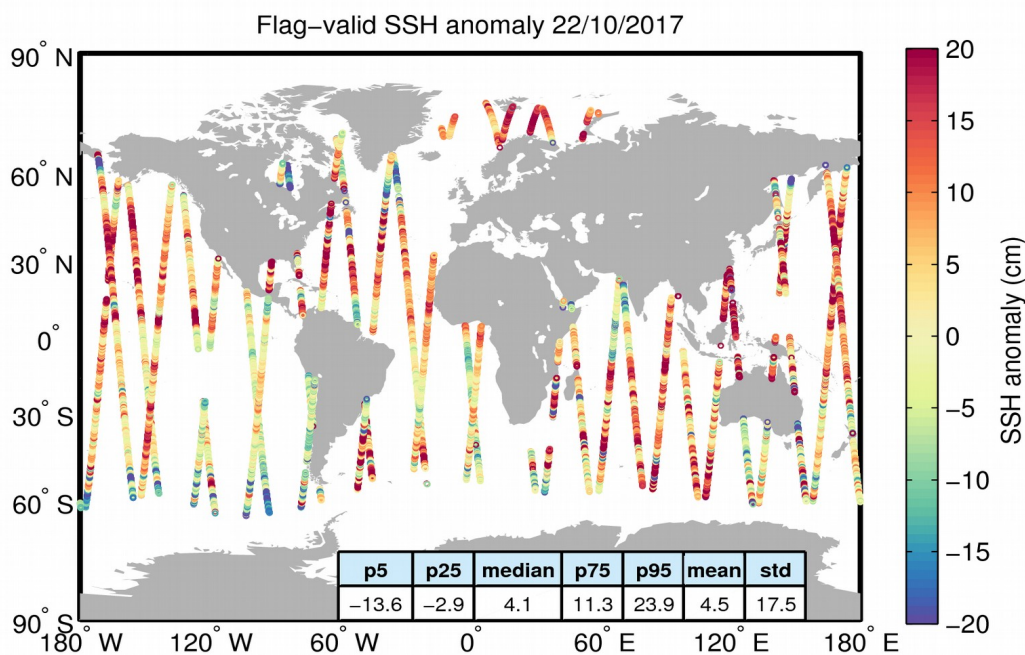 Flag−valid SSH anomaly 22/10/2017
90° N
60° N
30° N
0°
30° S
60° S
90° S
180° W
120° W
60° W
0°
60° E
120° E
180° E
p5 p25 median p75 p95 mean std
−13.6 −2.9 4.1 11.3 23.9 4.5 17.5
20
15
10
5
0
−5
−10
−15
−20
SSH anomaly (cm)